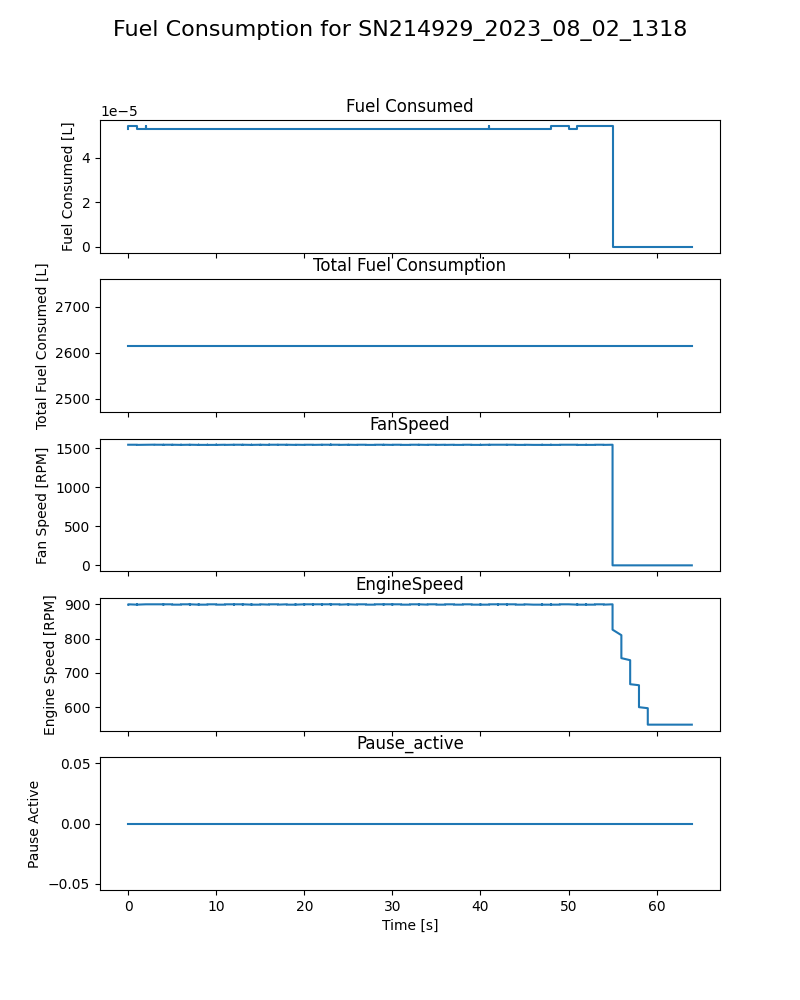 Fuel Consumption for SN214929_2023_08_02_1318
Fuel Consumed
1e−5
Fuel Consumed [L]
4
2
0
Total Fuel Consumption
Total Fuel Consumed [L]
2700
2600
2500
FanSpeed
Fan Speed [RPM]
1500
1000
500
0
EngineSpeed
Engine Speed [RPM]
900
800
700
600
Pause_active
Pause Active
0.05
0.00
−0.05
0 10 20 30 40 50 60
Time [s]